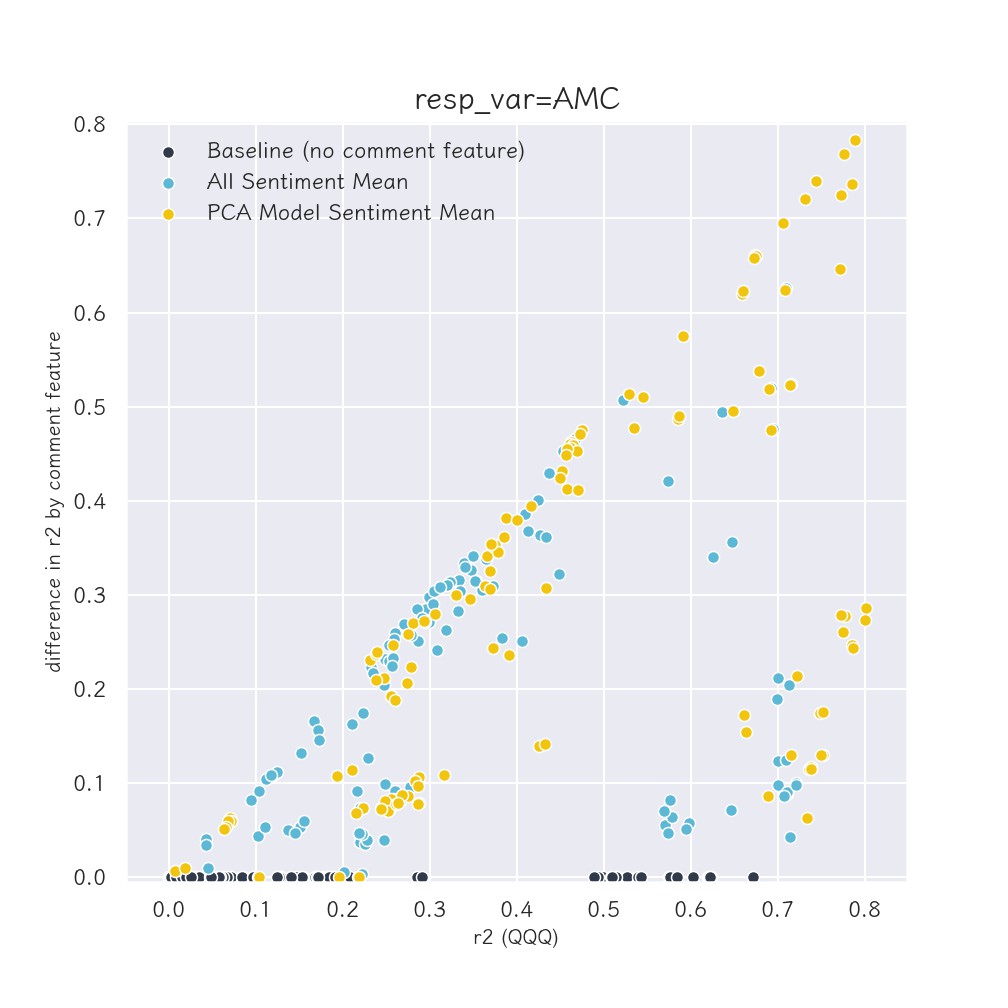 resp_var=AMC
Baseline (no comment feature)
All Sentiment Mean
PCA Model Sentiment Mean
difference in r2 by comment feature
0.8
0.7
0.6
0.5
0.4
0.3
0.2
0.1
0.0
0.0 0.1 0.2 0.3 0.4 0.5 0.6 0.7 0.8
r2 (QQQ)